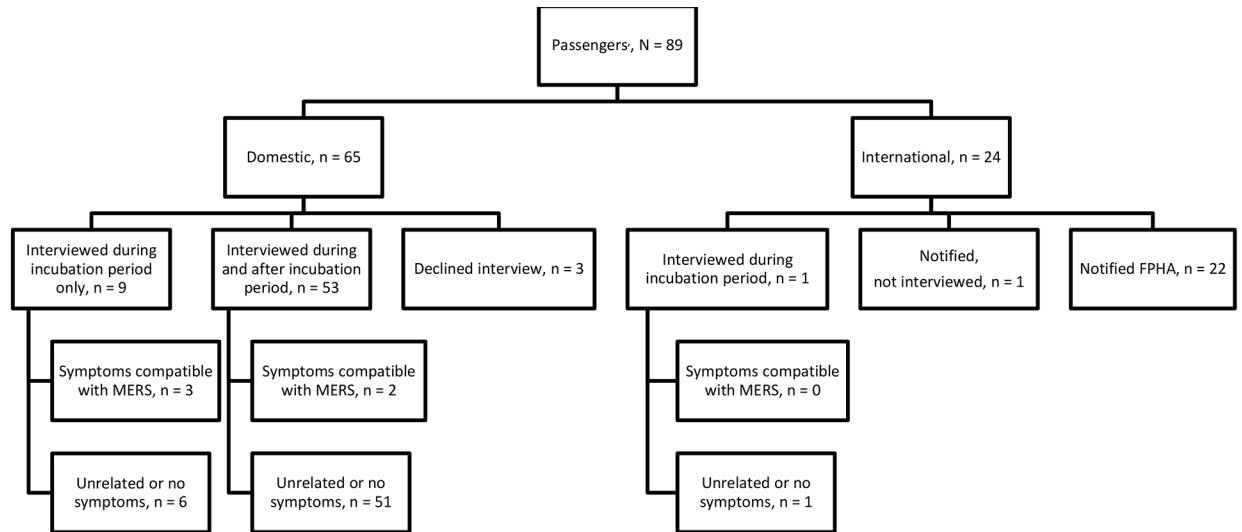 Passengers, N = 89
Domestic, n = 65
International, n = 24
Interviewed during
incubation period
only, n = 9
Interviewed during
and after incubation
period, n = 53
Declined interview, n = 3
Interviewed during
incubation period, n = 1
Notified,
not interviewed, n = 1
Notified FPHA, n = 22
Symptoms compatible
with MERS, n = 3
Symptoms compatible
with MERS, n = 2
Symptoms compatible
with MERS, n = 0
Unrelated or no
symptoms, n = 6
Unrelated or no
symptoms, n = 51
Unrelated or no
symptoms, n = 1